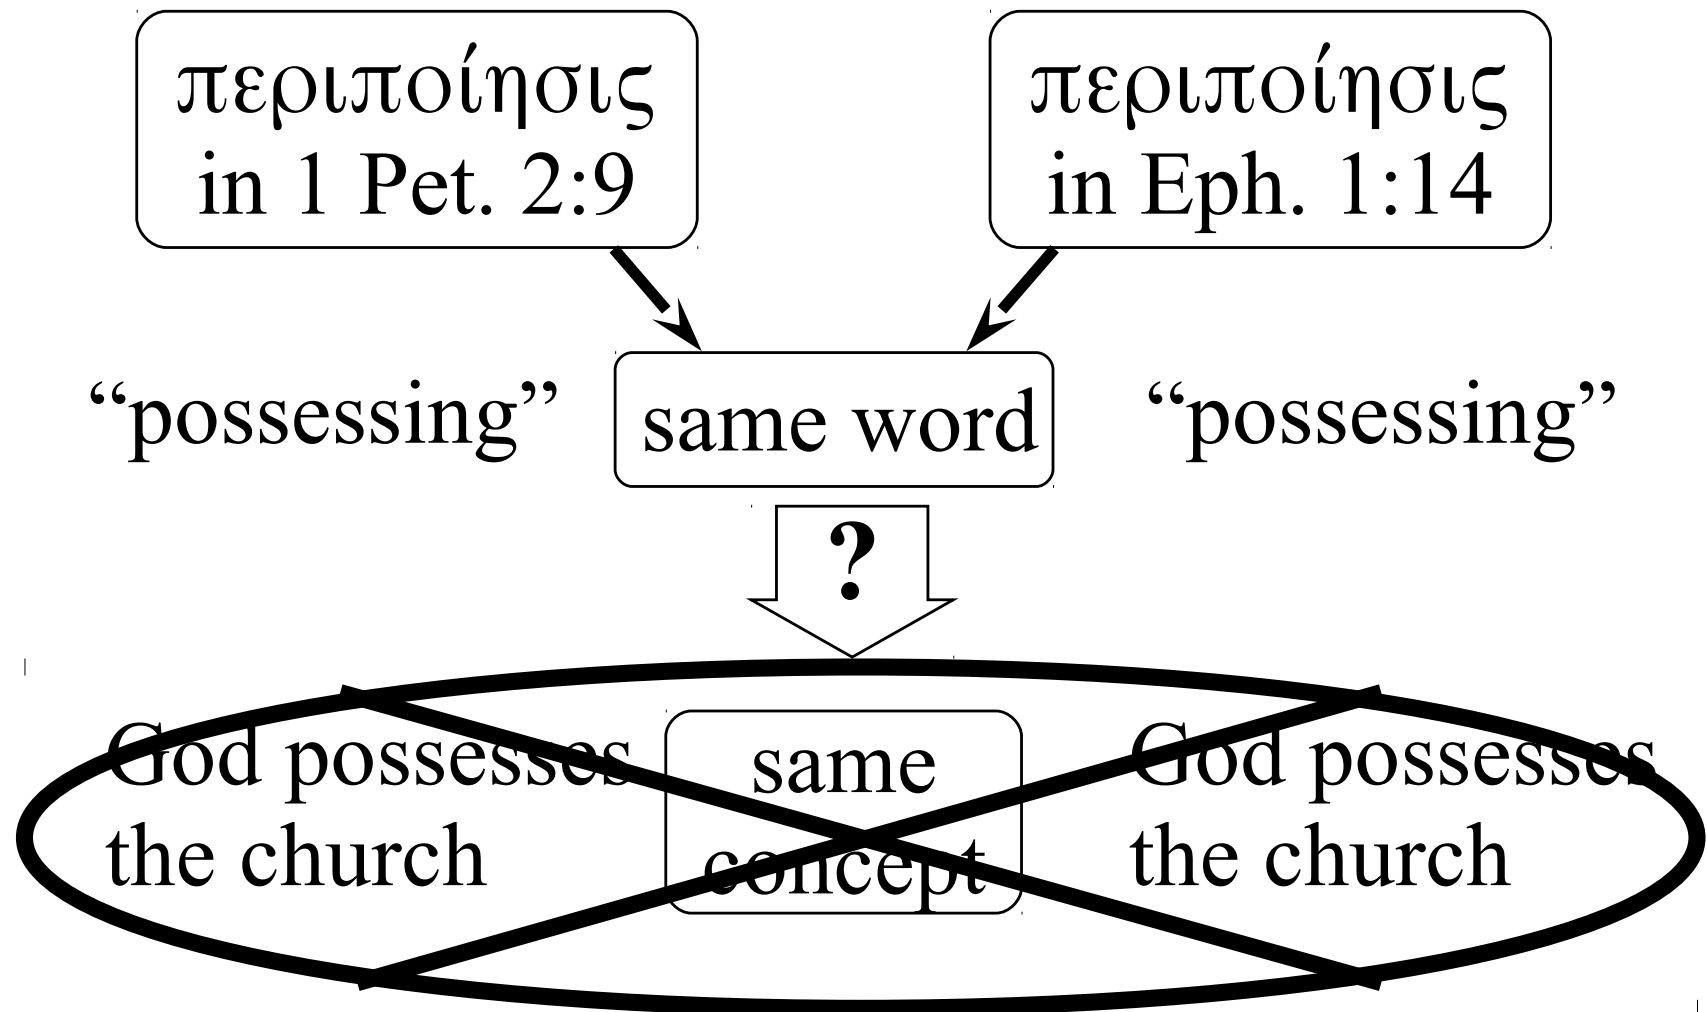 περιποίησις
in 1 Pet. 2:9
περιποίησις
in Eph. 1:14
“possessing”
same word
“possessing”
?
God possesses
the church
same
concept
God possesses
the church